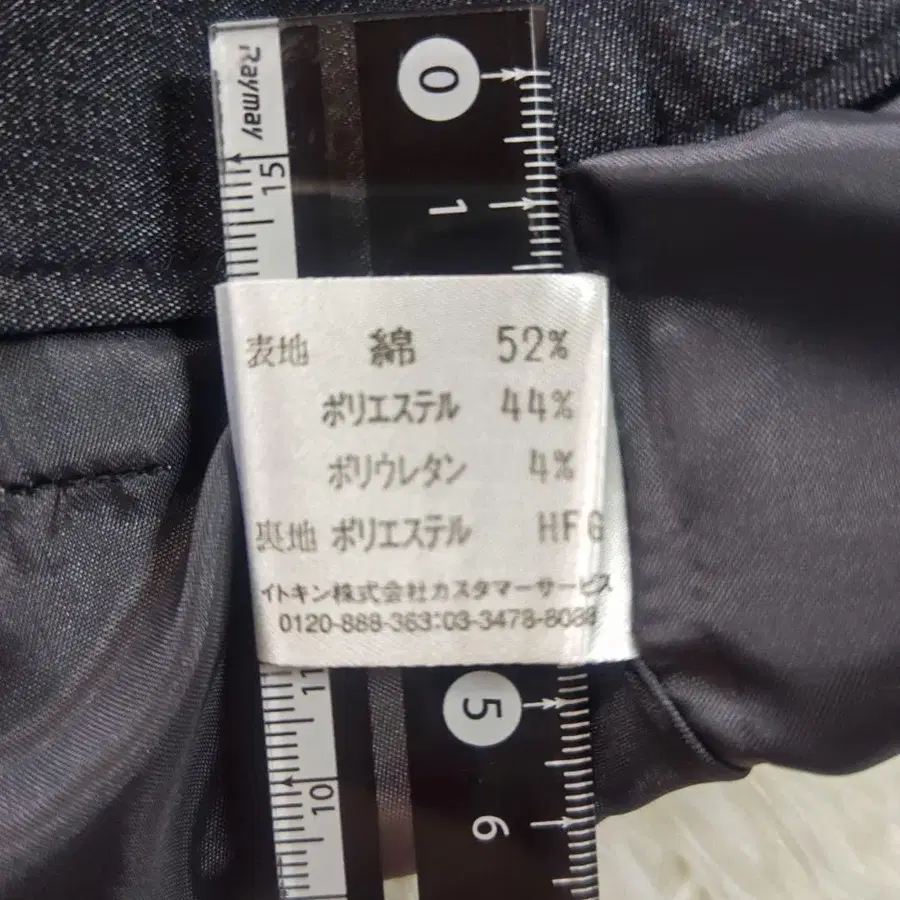 Raymay
0
1
15
表地 綿 52%
ポリエステル 44%
ポリウレタン 4%
裏地 ポリエステル HFG
イトキン株式会社カスタマーサービス
0120-888-363:03-3478-8088
11
5
10
6